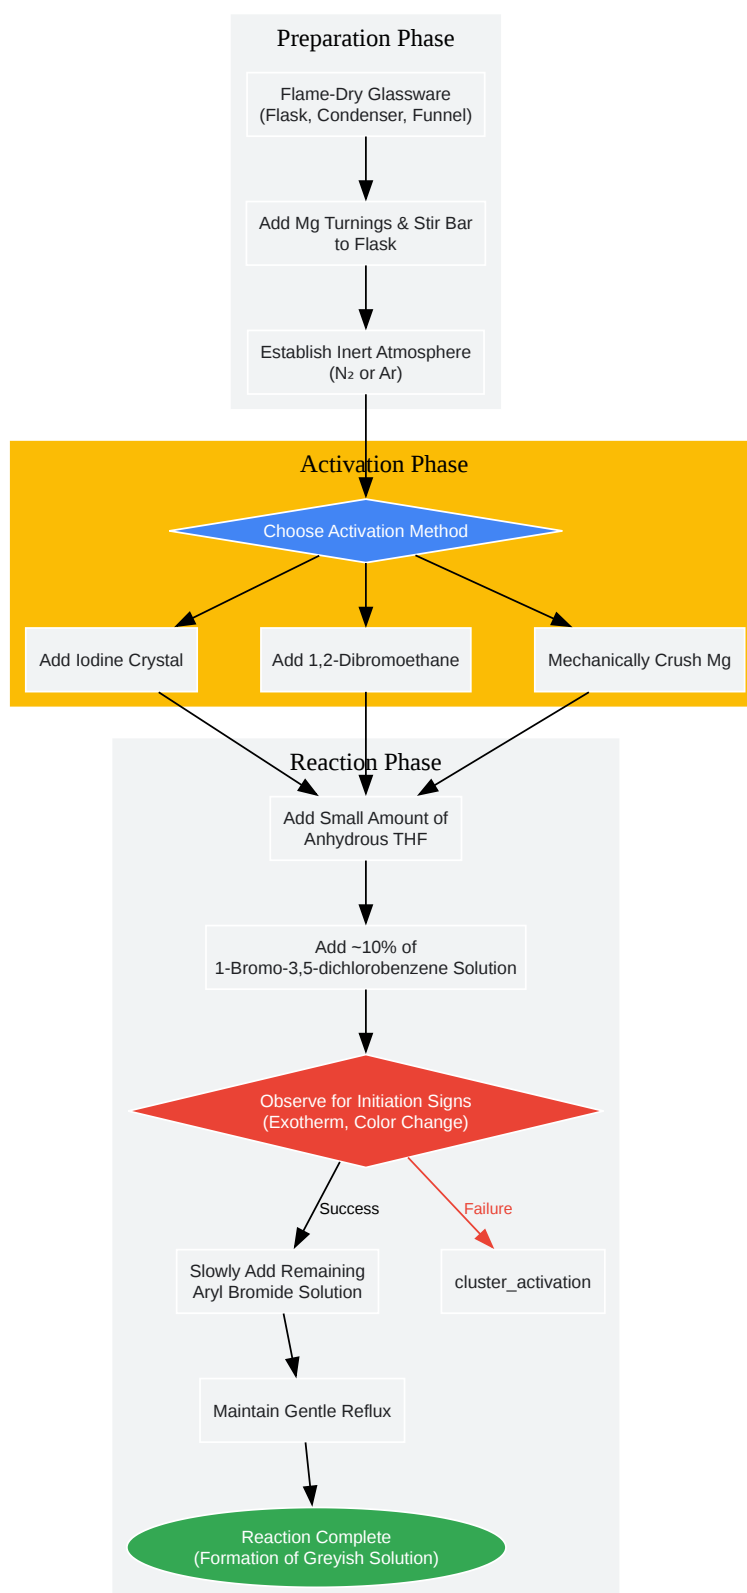 Preparation Phase
Flame-Dry Glassware
(Flask, Condenser, Funnel)
Add Mg Turnings & Stir Bar
to Flask
Establish Inert Atmosphere
(N₂ or Ar)
Activation Phase
Choose Activation Method
Add Iodine Crystal
Add 1,2-Dibromoethane
Mechanically Crush Mg
Reaction Phase
Add Small Amount of
Anhydrous THF
Add ~10% of
1-Bromo-3,5-dichlorobenzene Solution
Observe for Initiation Signs
(Exotherm, Color Change)
Success
Failure
Slowly Add Remaining
Aryl Bromide Solution
cluster_activation
Maintain Gentle Reflux
Reaction Complete
(Formation of Greyish Solution)